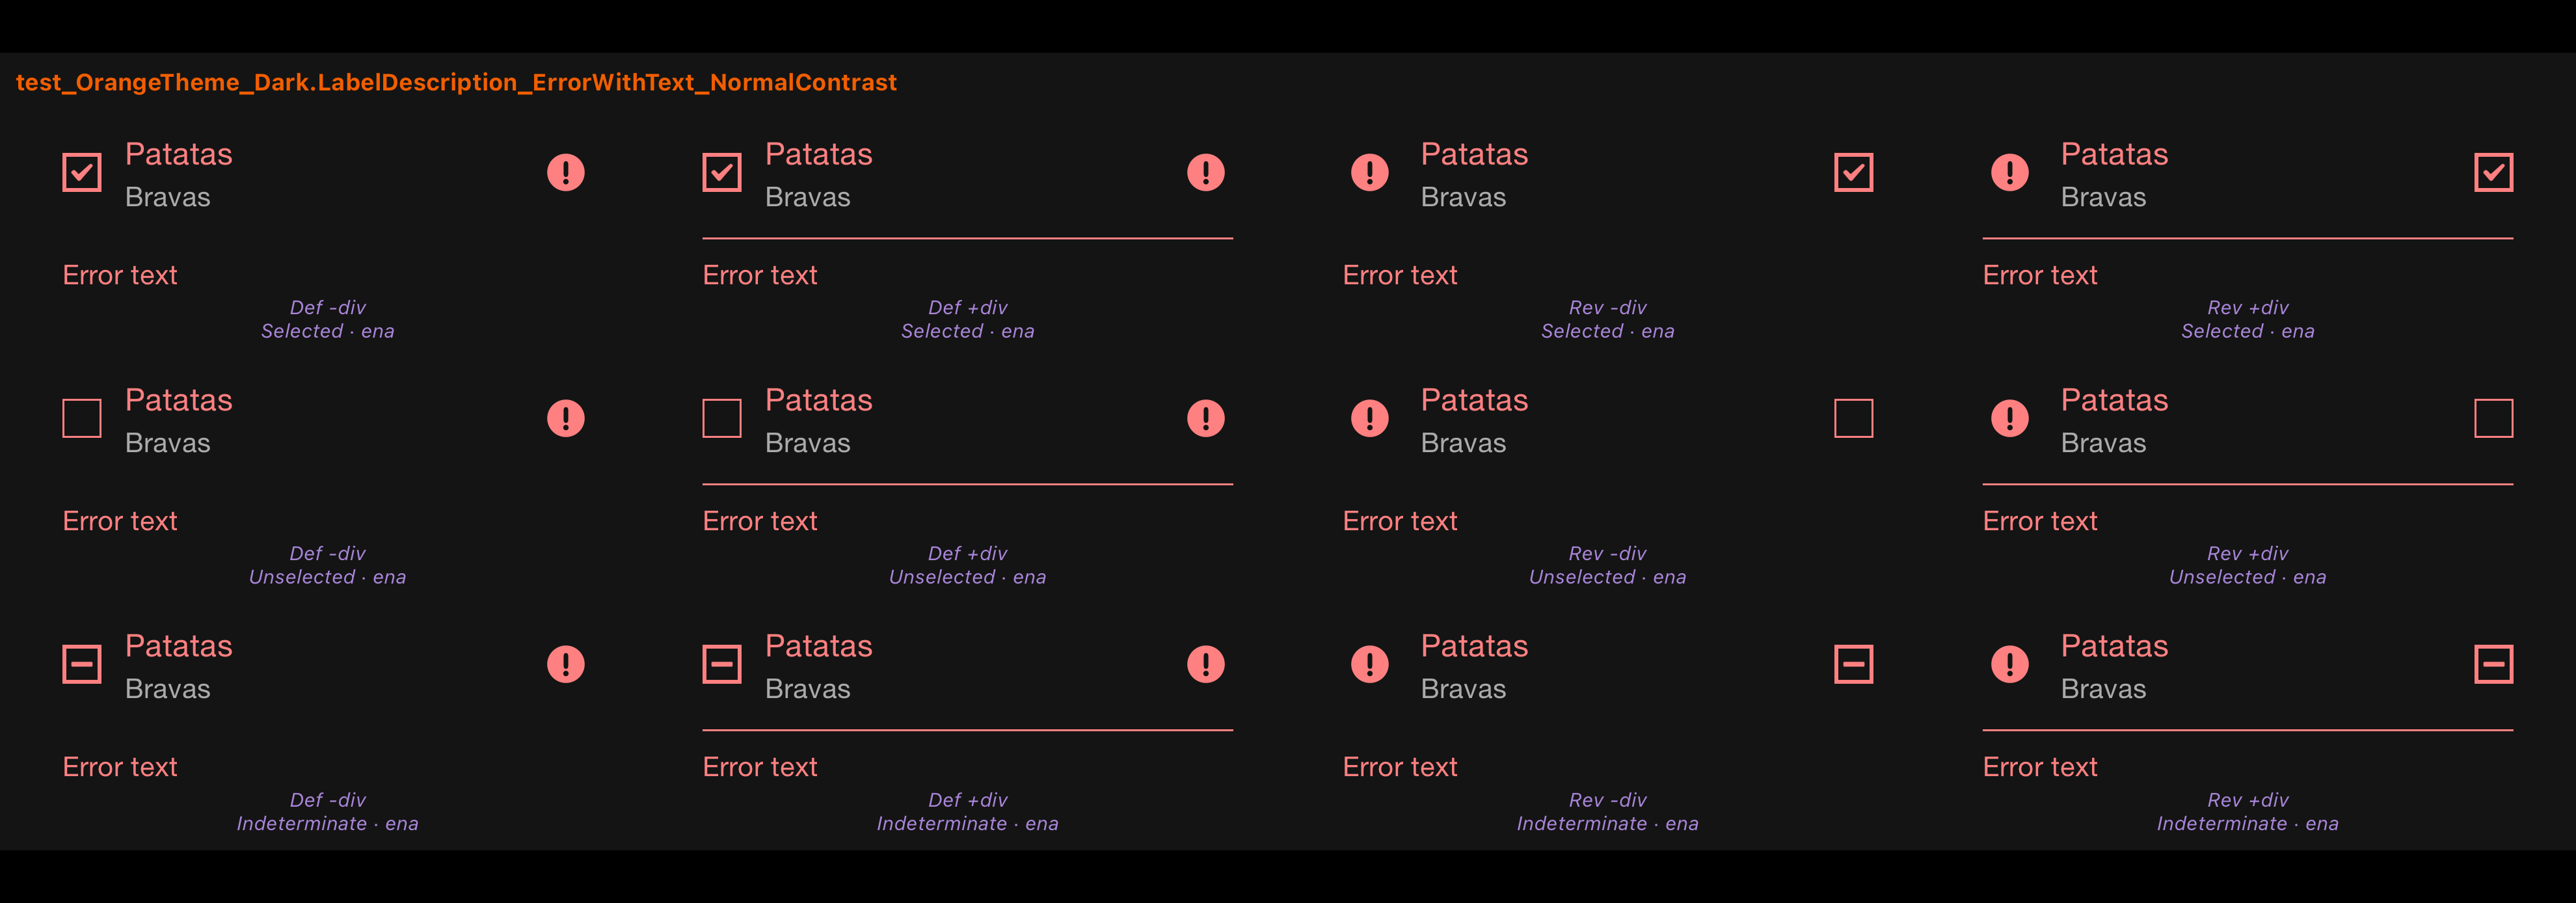 test_OrangeTheme_Dark.LabelDescription_ErrorWithText_NormalContrast
Patatas
Bravas
Error text
Def -div
Selected · ena
Patatas
Bravas
Error text
Def +div
Selected · ena
Patatas
Bravas
Error text
Rev -div
Selected · ena
Patatas
Bravas
Error text
Rev +div
Selected · ena
Patatas
Bravas
Error text
Def -div
Unselected · ena
Patatas
Bravas
Error text
Def +div
Unselected · ena
Patatas
Bravas
Error text
Rev -div
Unselected · ena
Patatas
Bravas
Error text
Rev +div
Unselected · ena
Patatas
Bravas
Error text
Def -div
Indeterminate · ena
Patatas
Bravas
Error text
Def +div
Indeterminate · ena
Patatas
Bravas
Error text
Rev -div
Indeterminate · ena
Patatas
Bravas
Error text
Rev +div
Indeterminate · ena